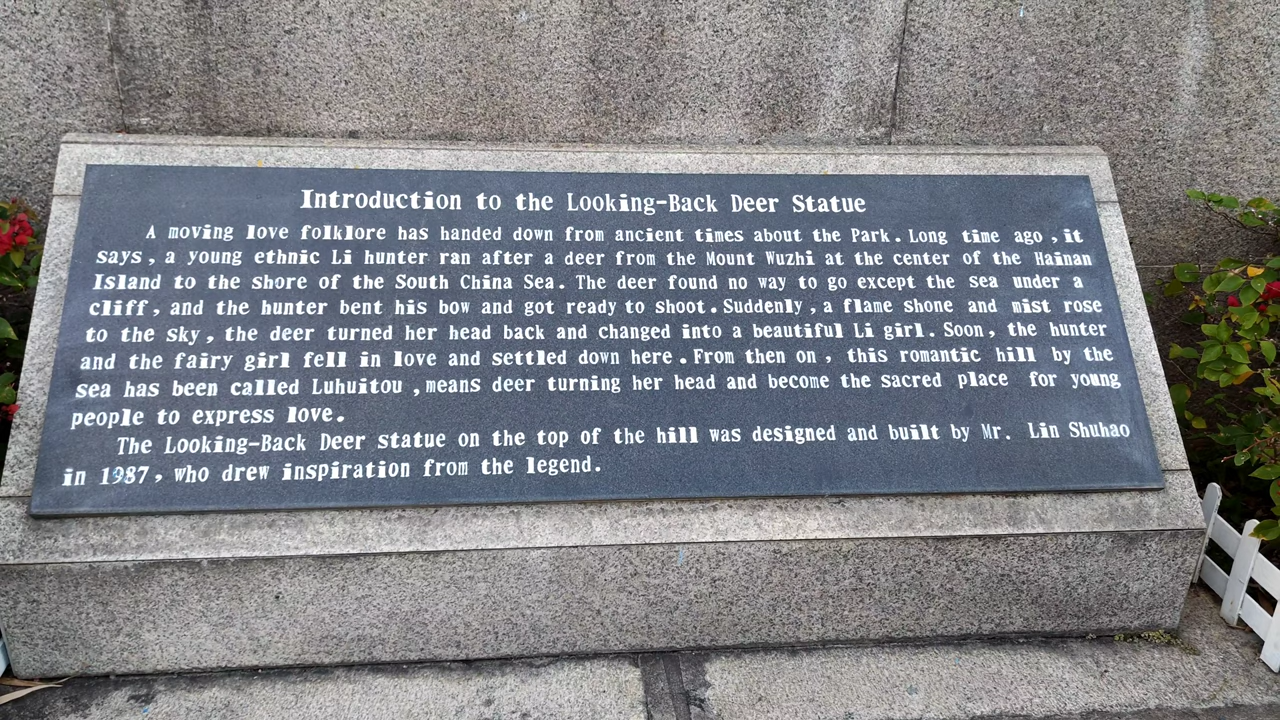 Introduction to the Looking-Back Deer Statue
A moving love folklore has handed down from ancient times about the Park. Long time ago, it
says, a young ethnic Li hunter ran after a deer from the Mount Wuzhi at the center of the Hainan
Island to the shore of the South China Sea. The deer found no way to go except the sea under a
cliff, and the hunter bent his bow and got ready to shoot. Suddenly, a flame shone and mist rose
to the sky, the deer turned her head back and changed into a beautiful Li girl. Soon, the hunter
and the fairy girl fell in love and settled down here. From then on, this romantic hill by the
sea has been called Luhuitou, means deer turning her head and become the sacred place for young
people to express love.
The Looking-Back Deer statue on the top of the hill was designed and built by Mr. Lin Shuhao
in 1987, who drew inspiration from the legend.